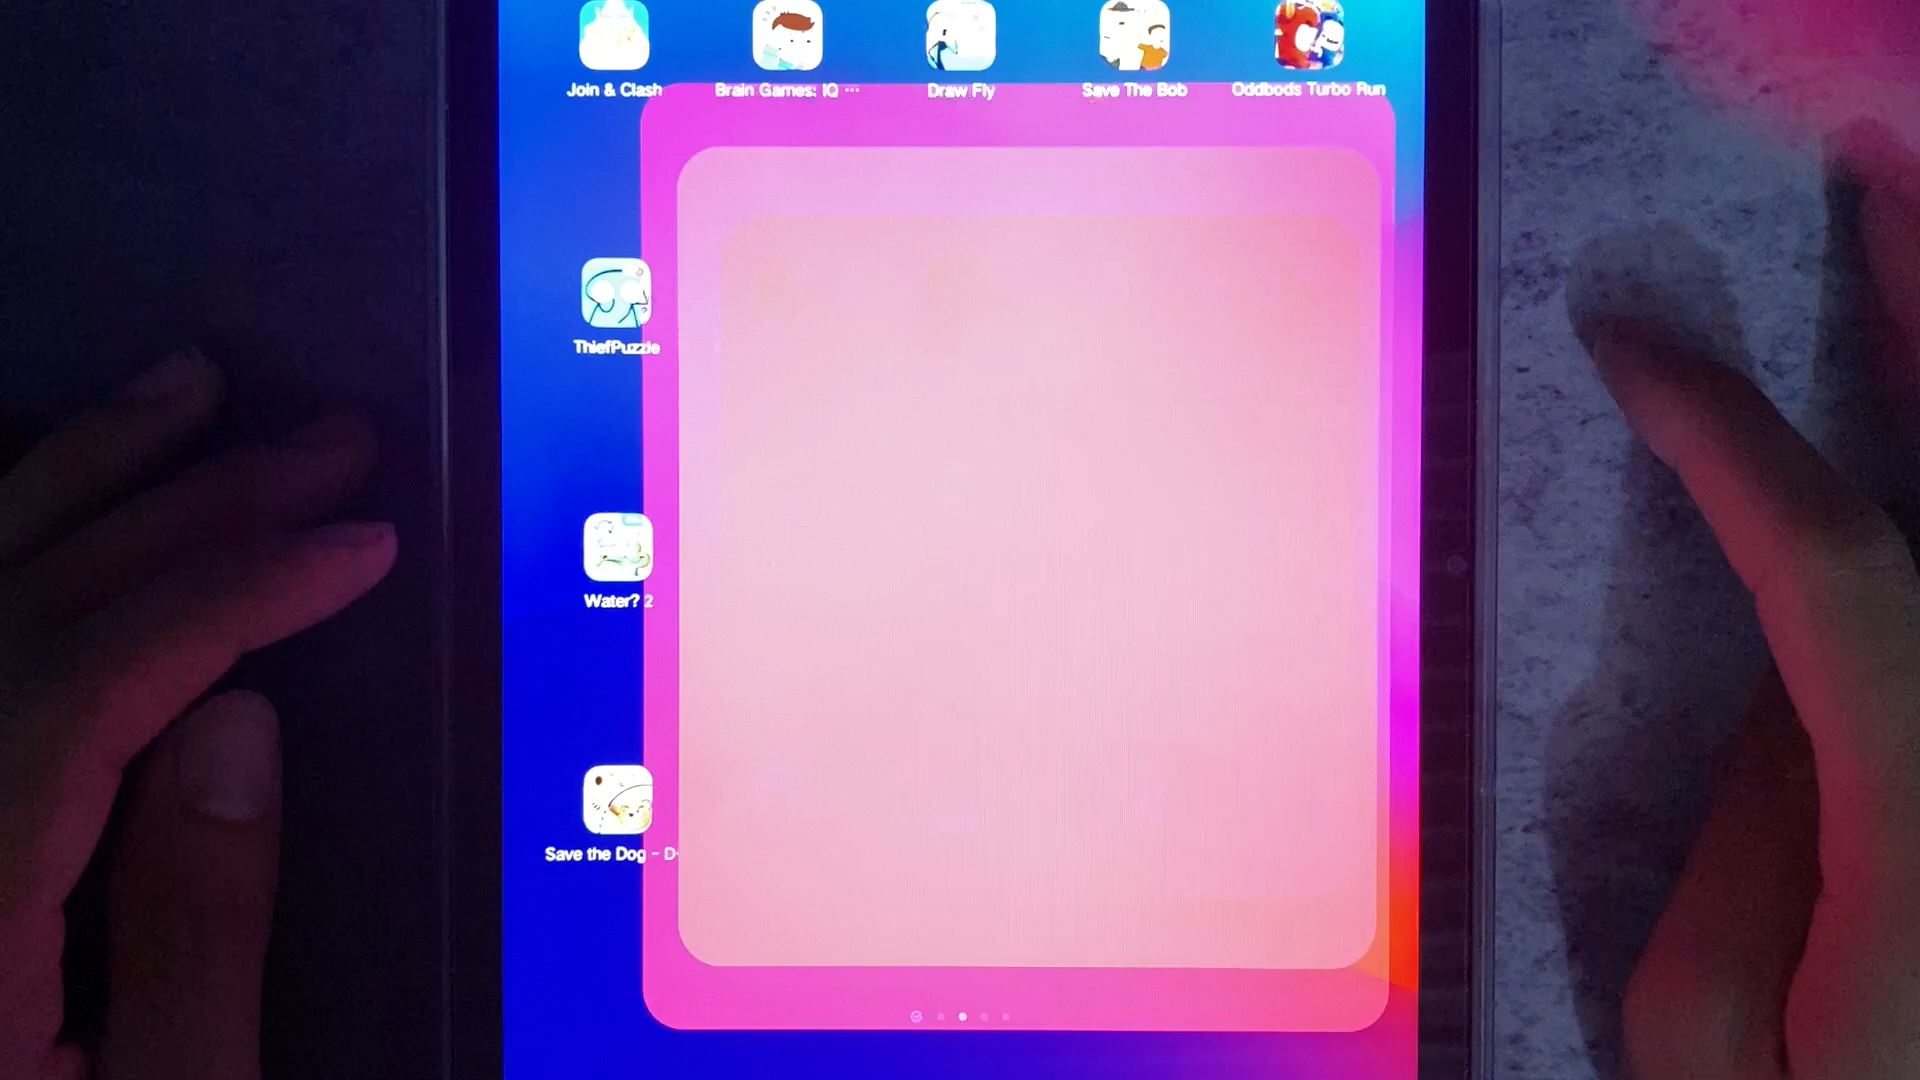 Join & Clash
Brain Games: IQ ...
Draw Fly
Save The Bob
Oddbods Turbo Run
ThiefPuzzle
Water? 2
Save the Dog - D